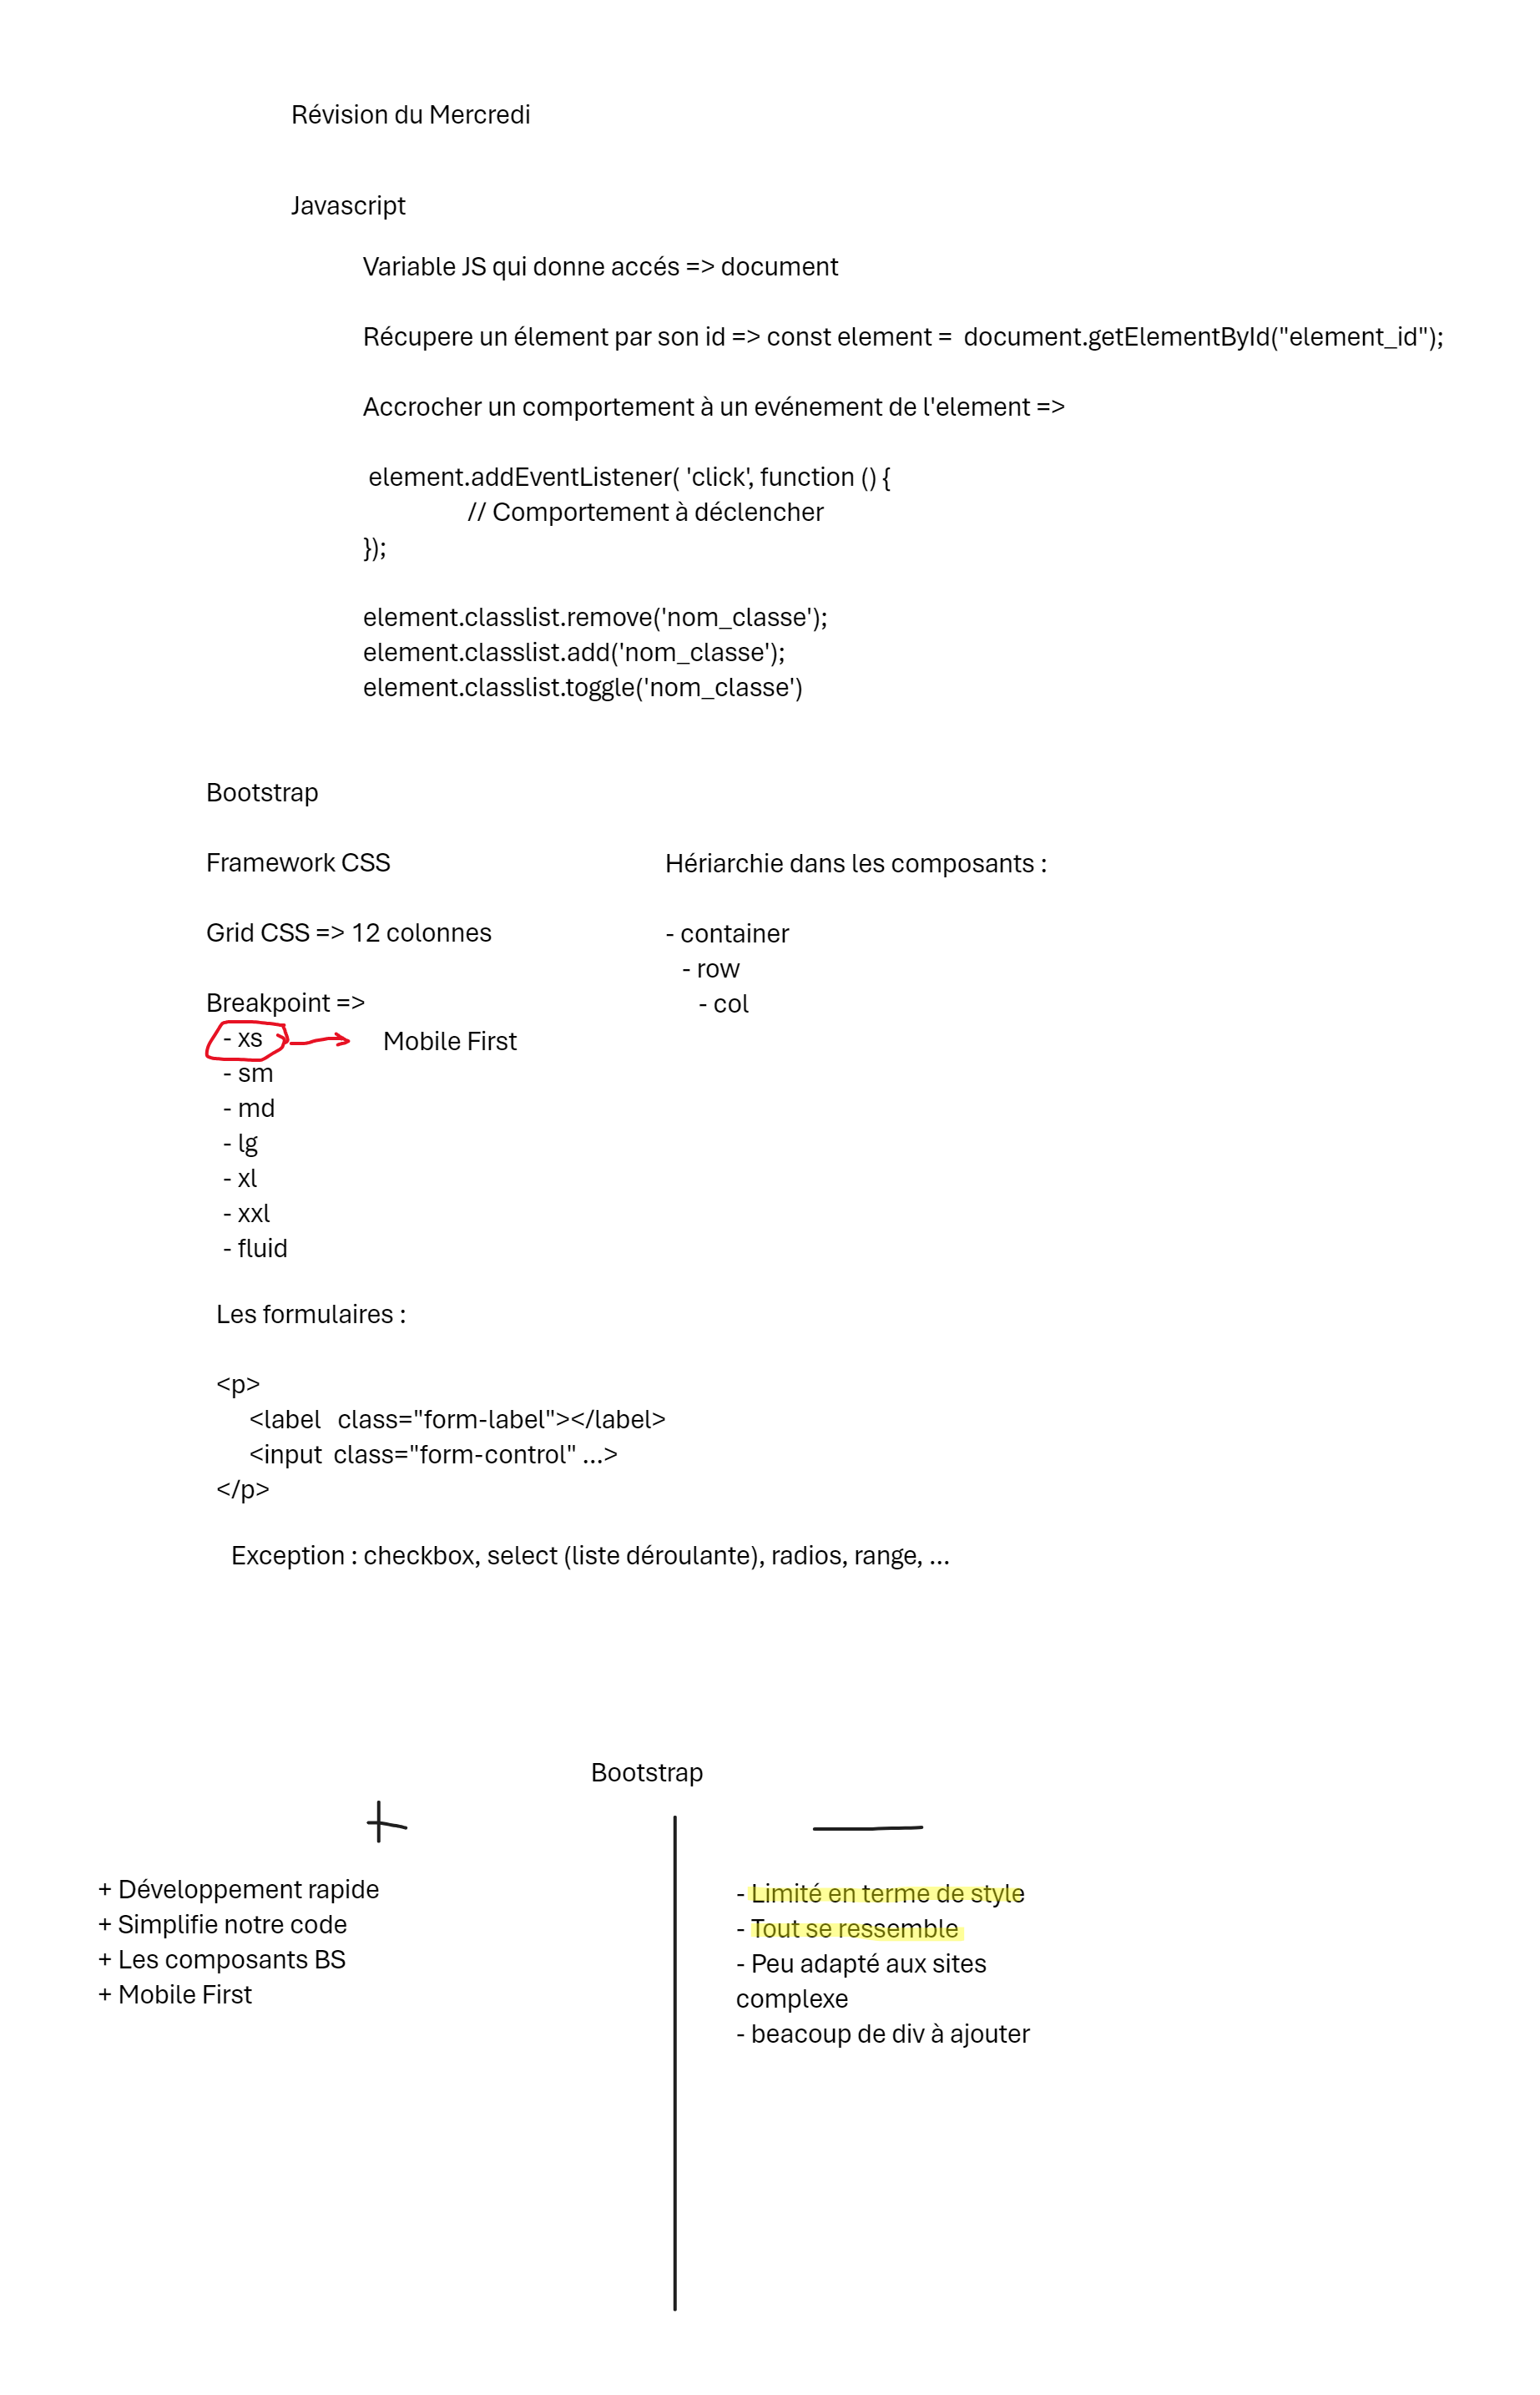 Révision du Mercredi
Javascript
Variable JS qui donne accés => document
Récupere un élement par son id => const element =  document.getElementById("element_id");
Accrocher un comportement à un evénement de l'element =>
element.addEventListener( 'click', function () {
// Comportement à déclencher
});
element.classlist.remove('nom_classe');
element.classlist.add('nom_classe');
element.classlist.toggle('nom_classe')
Bootstrap
Framework CSS
Grid CSS => 12 colonnes
Breakpoint =>
- xs
Mobile First
- sm
- md
- lg
- xl
- xxl
- fluid
Hériarchie dans les composants :
- container
- row
- col
Les formulaires :
<p>
<label   class="form-label"></label>
<input  class="form-control" ...>
</p>
Exception : checkbox, select (liste déroulante), radios, range, ...
Bootstrap
+ Développement rapide
+ Simplifie notre code
+ Les composants BS
+ Mobile First
- Limité en terme de style
- Tout se ressemble
- Peu adapté aux sites
complexe
- beacoup de div à ajouter